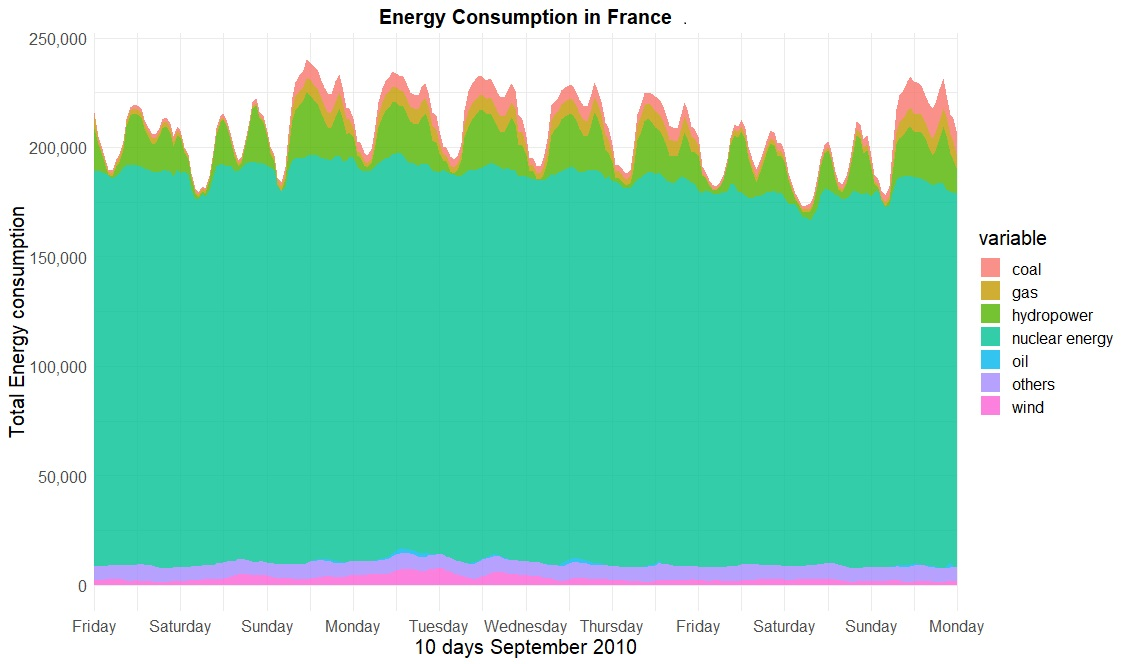 Energy Consumption in France .
250,000
200,000
150,000
100,000
50,000
0
Total Energy consumption
Friday Saturday Sunday Monday Tuesday Wednesday Thursday Friday Saturday Sunday Monday
10 days September 2010
variable
coal
gas
hydropower
nuclear energy
oil
others
wind